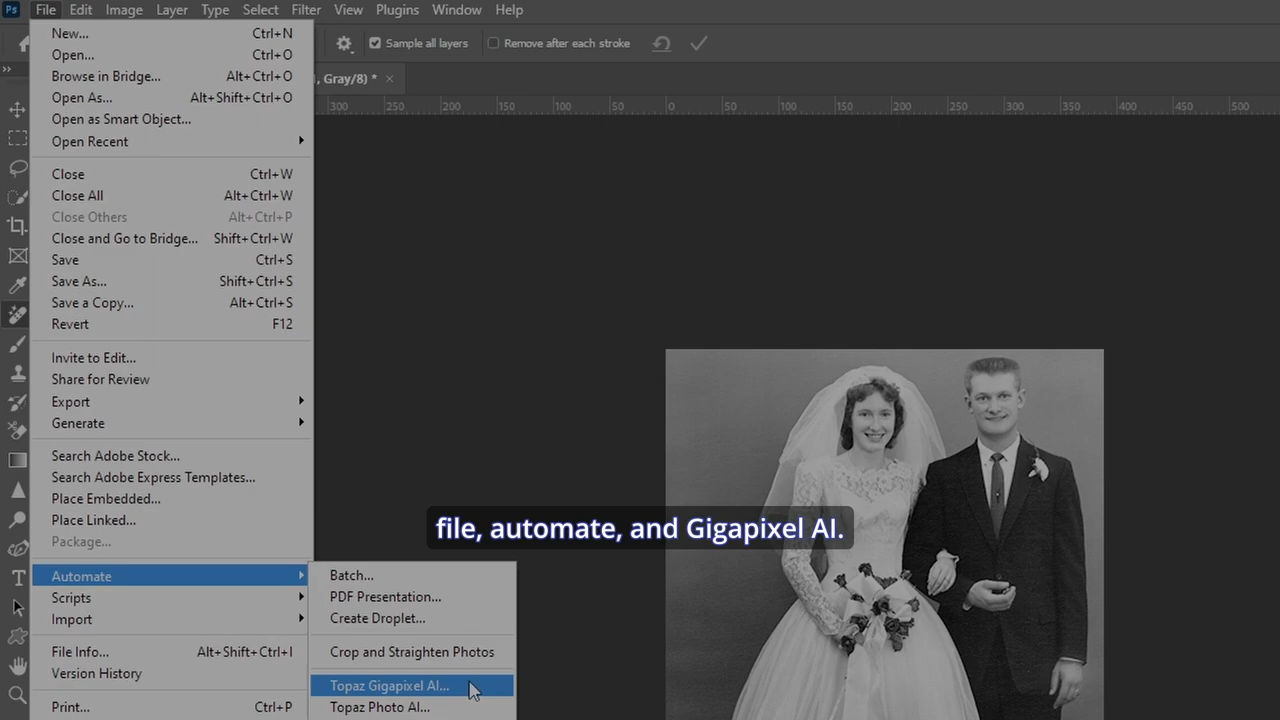 Ps File Edit Image Layer Type Select Filter View Plugins Window Help
Sample all layers Remove after each stroke
, Gray/8) * ×
300 250 200 150 100 50 0 50 100 150 200 250 300 350 400 450 500
New... Ctrl+N
Open... Ctrl+O
Browse in Bridge... Alt+Ctrl+O
Open As... Alt+Shift+Ctrl+O
Open as Smart Object...
Open Recent
Close Ctrl+W
Close All Alt+Ctrl+W
Close Others Alt+Ctrl+P
Close and Go to Bridge... Shift+Ctrl+W
Save Ctrl+S
Save As... Shift+Ctrl+S
Save a Copy... Alt+Ctrl+S
Revert F12
Invite to Edit...
Share for Review
Export
Generate
Search Adobe Stock...
Search Adobe Express Templates...
Place Embedded...
Place Linked...
Package...
file, automate, and Gigapixel AI.
Automate
Scripts
Import
File Info... Alt+Shift+Ctrl+I
Version History
Print... Ctrl+P
Batch...
PDF Presentation...
Create Droplet...
Crop and Straighten Photos
Topaz Gigapixel AI...
Topaz Photo AI...